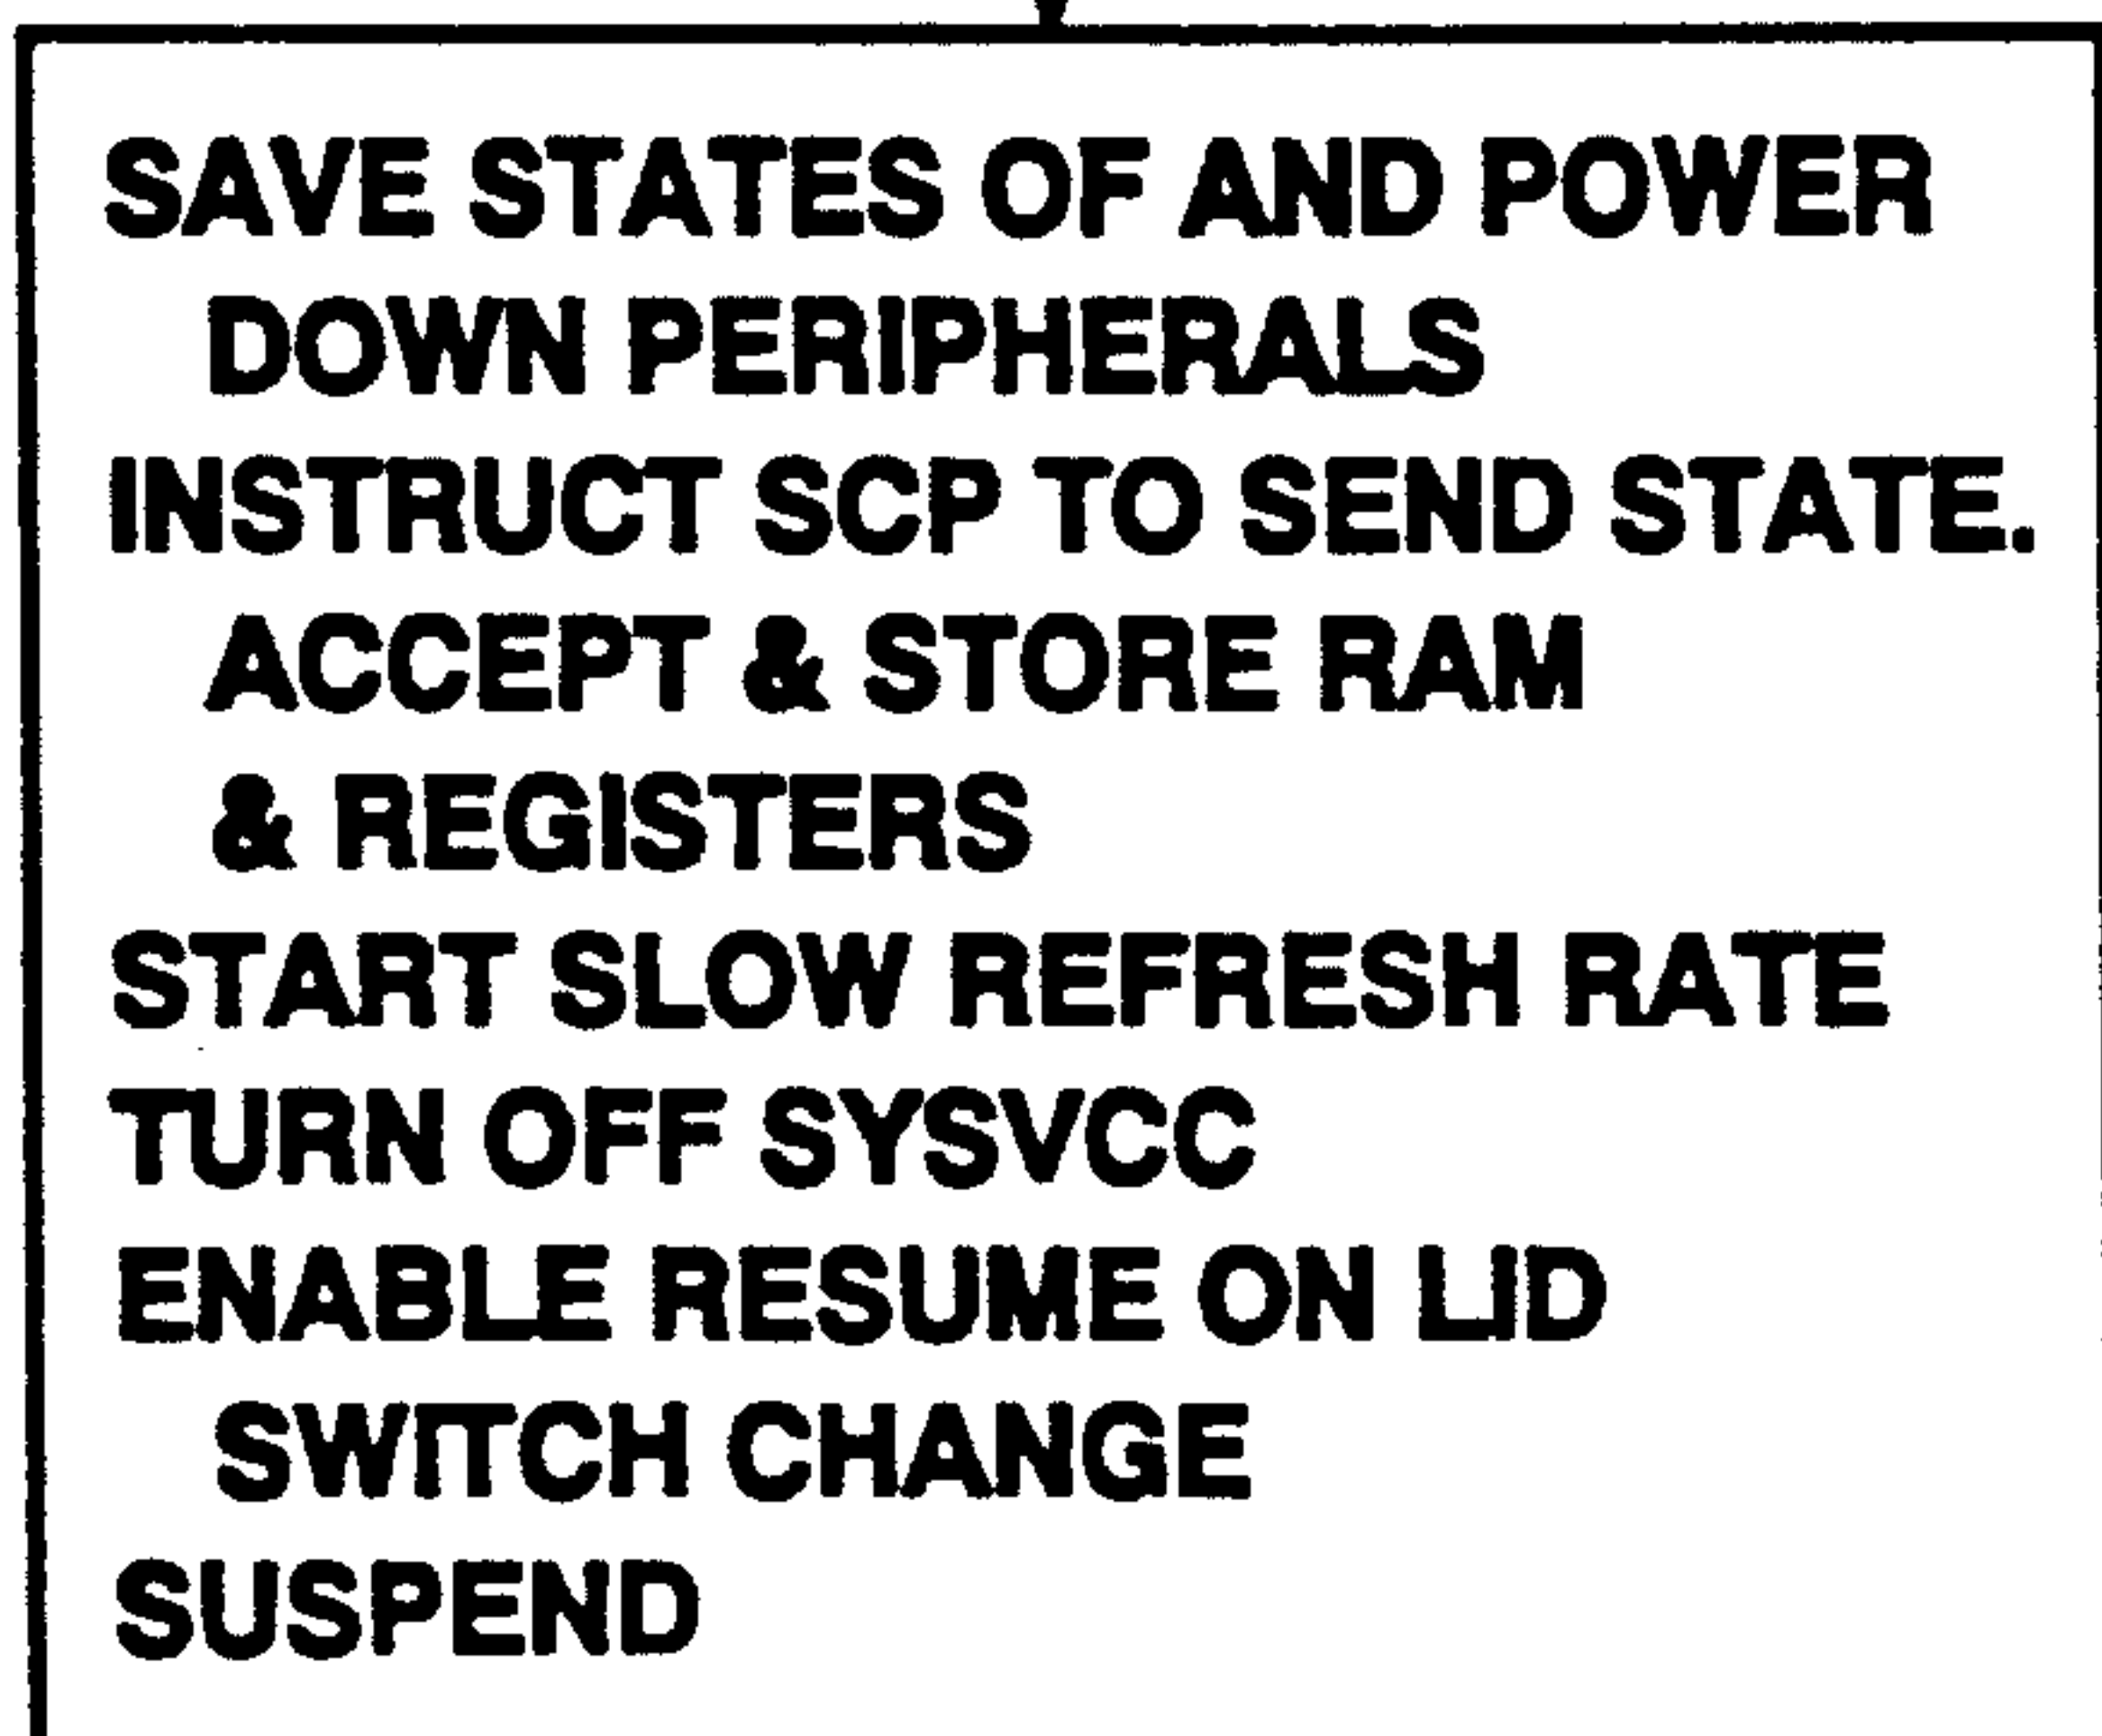 SAVE STATES OF AND POWER
DOWN PERIPHERALS
INSTRUCT SCP TO SEND STATE.
ACCEPT & STORE RAM
& REGISTERS
START SLOW REFRESH RATE
TURN OFF SYSVCC
ENABLE RESUME ON LID
SWITCH CHANGE
SUSPEND